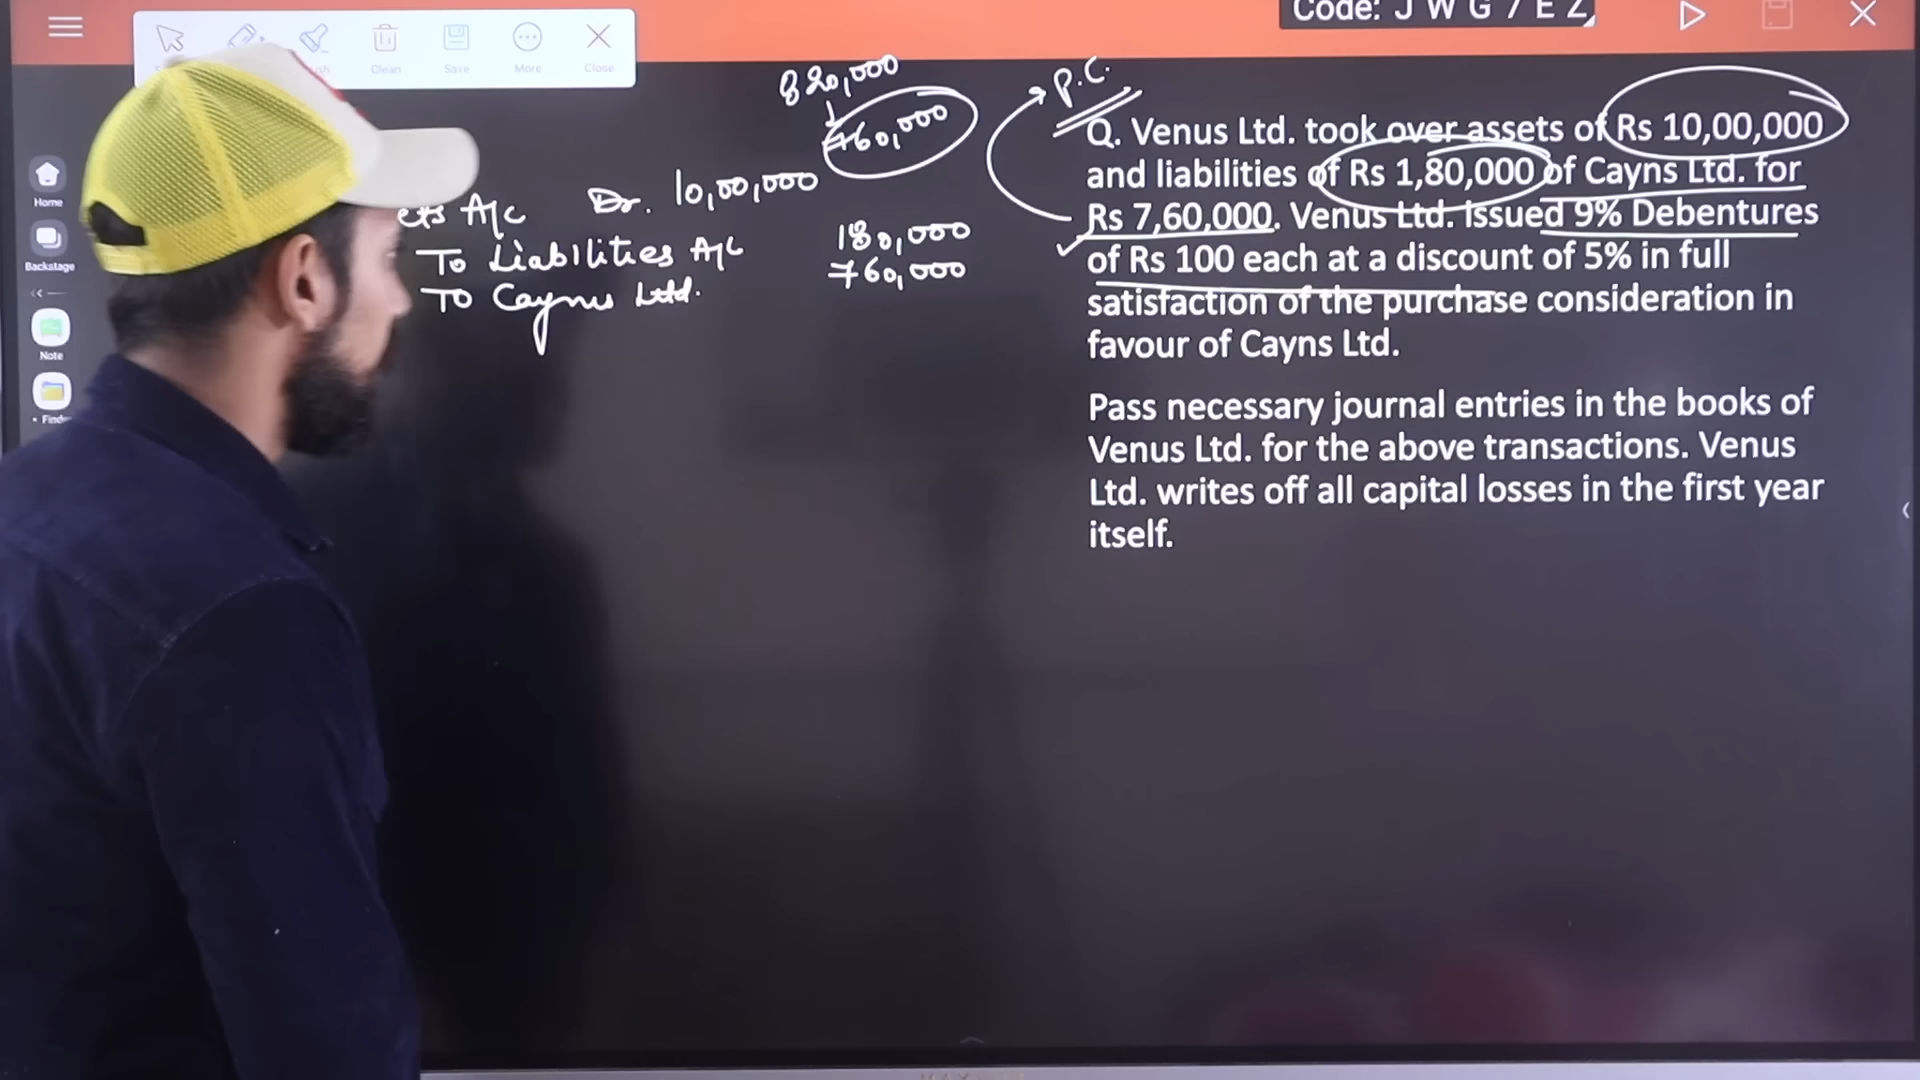 Code: J W G 7 E Z
Clean
Save
More
Close
Home
Backstage
Note
820,000
760,000
P.C.
ets A/c Dr. 10,00,000
To Liabilities A/c 180,000
To Cayns Ltd. 760,000
Q. Venus Ltd. took over assets of Rs 10,00,000
and liabilities of Rs 1,80,000 of Cayns Ltd. for
Rs 7,60,000. Venus Ltd. issued 9% Debentures
of Rs 100 each at a discount of 5% in full
satisfaction of the purchase consideration in
favour of Cayns Ltd.
Pass necessary journal entries in the books of
Venus Ltd. for the above transactions. Venus
Ltd. writes off all capital losses in the first year
itself.